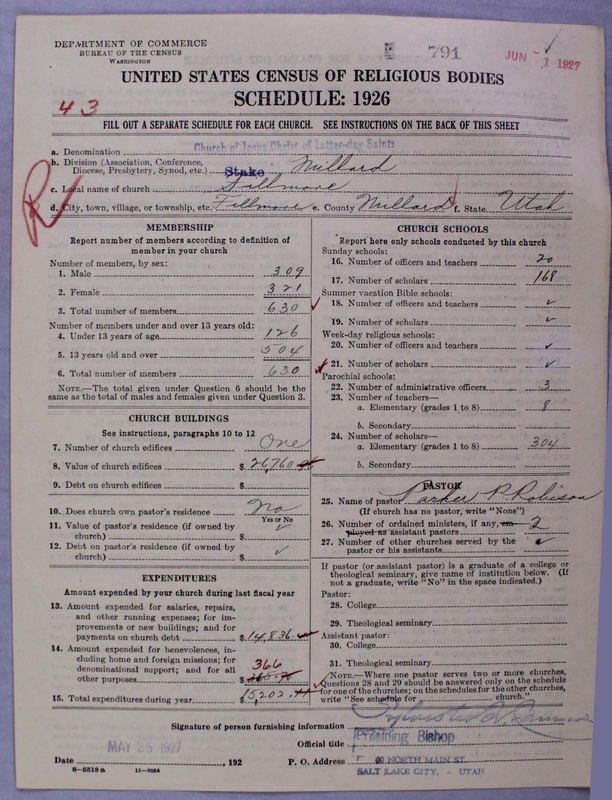 DEPARTMENT OF COMMERCE
BUREAU OF THE CENSUS
WASHINGTON
791
JUN -1 1927
UNITED STATES CENSUS OF RELIGIOUS BODIES
SCHEDULE: 1926
43
FILL OUT A SEPARATE SCHEDULE FOR EACH CHURCH. SEE INSTRUCTIONS ON THE BACK OF THIS SHEET
a. Denomination Church of Jesus Christ of Latter-day Saints
b. Division (Association, Conference, Diocese, Presbytery, Synod, etc.) Stake Millard
c. Local name of church Fillmore
d. City, town, village, or township, etc. Fillmore e. County Millard f. State Utah
R
MEMBERSHIP
Report number of members according to definition of
member in your church
Number of members, by sex:
1. Male 309
2. Female 321
3. Total number of members 630
Number of members under and over 13 years old:
4. Under 13 years of age 126
5. 13 years old and over 504
6. Total number of members 630
NOTE.—The total given under Question 6 should be
same as the total of males and females given under Question 3.
CHURCH BUILDINGS
See instructions, paragraphs 10 to 12
7. Number of church edifices One
8. Value of church edifices $26,760
9. Debt on church edifices $
10. Does church own pastor's residence No
Yes or No
11. Value of pastor's residence (if owned by
church) $ ✓
12. Debt on pastor's residence (if owned by
church) $ ✓
EXPENDITURES
Amount expended by your church during last fiscal year
13. Amount expended for salaries, repairs,
and other running expenses; for im-
provements or new buildings; and for
payments on church debt $14,836.
14. Amount expended for benevolences, in-
cluding home and foreign missions; for
denominational support; and for all
other purposes $ 366
15. Total expenditures during year $15,202.
CHURCH SCHOOLS
Report here only schools conducted by this church
Sunday schools:
16. Number of officers and teachers 20
17. Number of scholars 168
Summer vacation Bible schools:
18. Number of officers and teachers ✓
19. Number of scholars ✓
Week-day religious schools:
20. Number of officers and teachers ✓
21. Number of scholars ✓
Parochial schools:
22. Number of administrative officers 3
23. Number of teachers—
a. Elementary (grades 1 to 8) 8
b. Secondary
24. Number of scholars—
a. Elementary (grades 1 to 8) 304
b. Secondary
PASTOR
25. Name of pastor Parker P. Robison
(If church has no pastor, write "None")
26. Number of ordained ministers, if any, em-
ployed as assistant pastors 2
27. Number of other churches served by the
pastor or his assistants ✓
If pastor (or assistant pastor) is a graduate of a college or
theological seminary, give name of institution below. (If
not a graduate, write "No" in the space indicated.)
Pastor:
28. College
29. Theological seminary
Assistant pastor:
30. College
31. Theological seminary
NOTE.—Where one pastor serves two or more churches,
Questions 28 and 29 should be answered only on the schedule
for one of the churches; on the schedules for the other churches,
write "See schedule for church."
Signature of person furnishing information Sylvester Q. Cannon
Official title Presiding Bishop
MAY 25 1927
Date , 192 P. O. Address 40 NORTH MAIN ST.
SALT LAKE CITY, - UTAH
8-5518a 11-9064